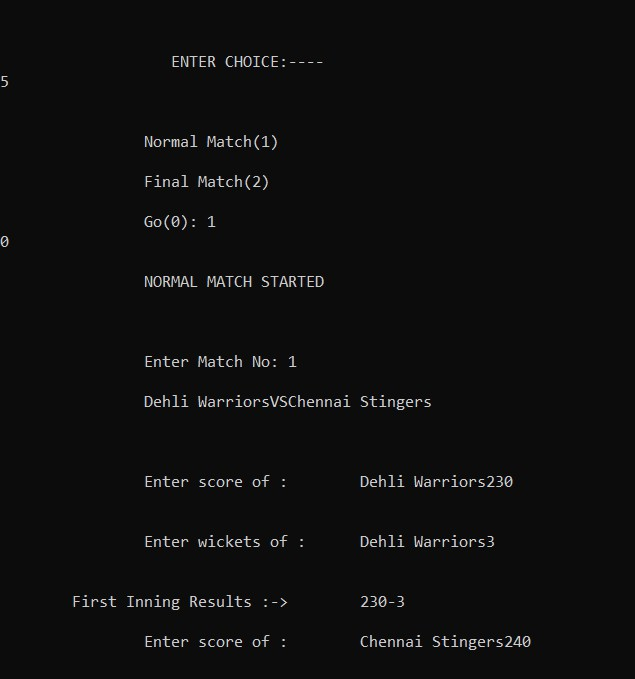 ENTER CHOICE:----
5
Normal Match(1)
Final Match(2)
Go(0): 1
0
NORMAL MATCH STARTED
Enter Match No: 1
Dehli WarriorsVSChennai Stingers
Enter score of : Dehli Warriors230
Enter wickets of : Dehli Warriors3
First Inning Results :-> 230-3
Enter score of : Chennai Stingers240